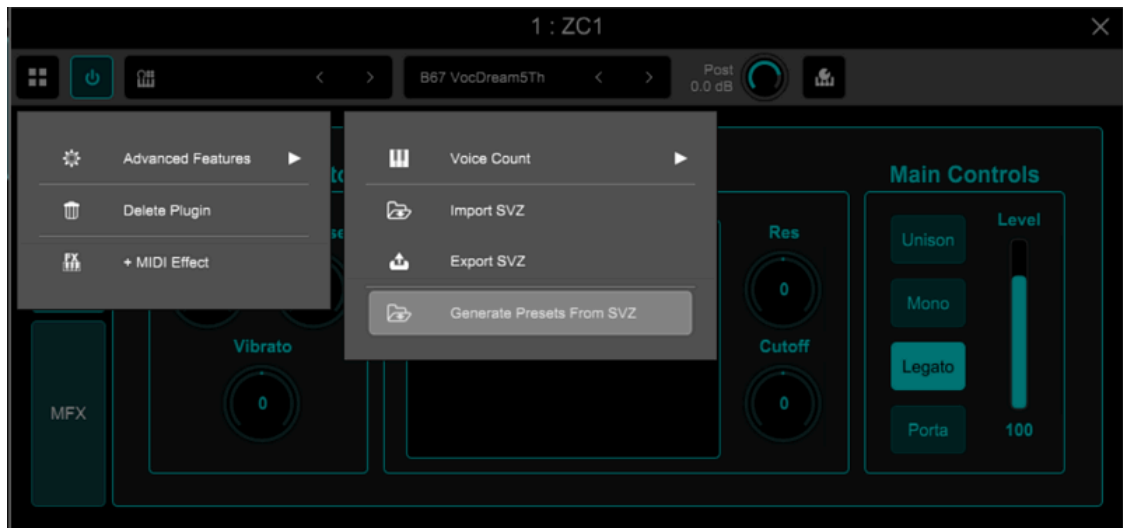 1 : ZC1
B67 VocDream5Th
Post
0.0 dB
Advanced Features
Delete Plugin
+ MIDI Effect
Voice Count
Import SVZ
Export SVZ
Generate Presets From SVZ
Main Controls
Res
0
Cutoff
0
Vibrato
0
MFX
Unison
Mono
Legato
Porta
Level
100